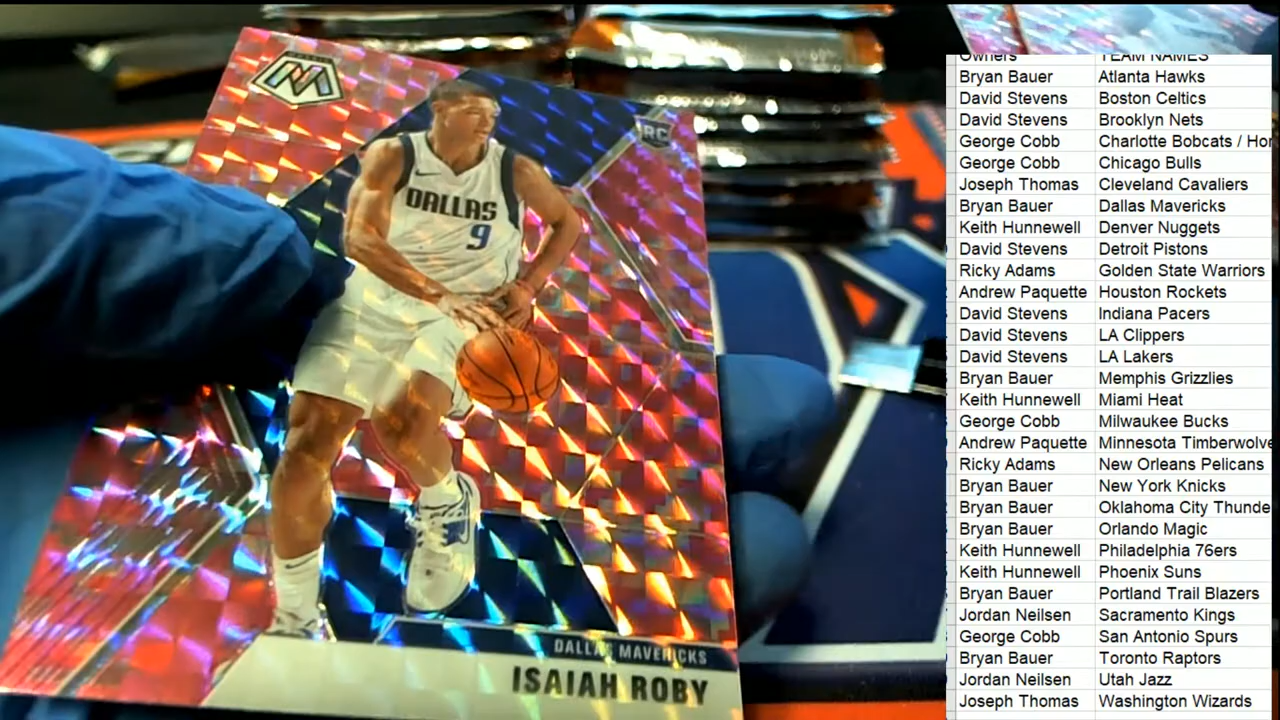 RC
DALLAS
9
DALLAS MAVERICKS
ISAIAH ROBY
Owners TEAM NAMES
Bryan Bauer Atlanta Hawks
David Stevens Boston Celtics
David Stevens Brooklyn Nets
George Cobb Charlotte Bobcats / Hor
George Cobb Chicago Bulls
Joseph Thomas Cleveland Cavaliers
Bryan Bauer Dallas Mavericks
Keith Hunnewell Denver Nuggets
David Stevens Detroit Pistons
Ricky Adams Golden State Warriors
Andrew Paquette Houston Rockets
David Stevens Indiana Pacers
David Stevens LA Clippers
David Stevens LA Lakers
Bryan Bauer Memphis Grizzlies
Keith Hunnewell Miami Heat
George Cobb Milwaukee Bucks
Andrew Paquette Minnesota Timberwolve
Ricky Adams New Orleans Pelicans
Bryan Bauer New York Knicks
Bryan Bauer Oklahoma City Thunde
Bryan Bauer Orlando Magic
Keith Hunnewell Philadelphia 76ers
Keith Hunnewell Phoenix Suns
Bryan Bauer Portland Trail Blazers
Jordan Neilsen Sacramento Kings
George Cobb San Antonio Spurs
Bryan Bauer Toronto Raptors
Jordan Neilsen Utah Jazz
Joseph Thomas Washington Wizards